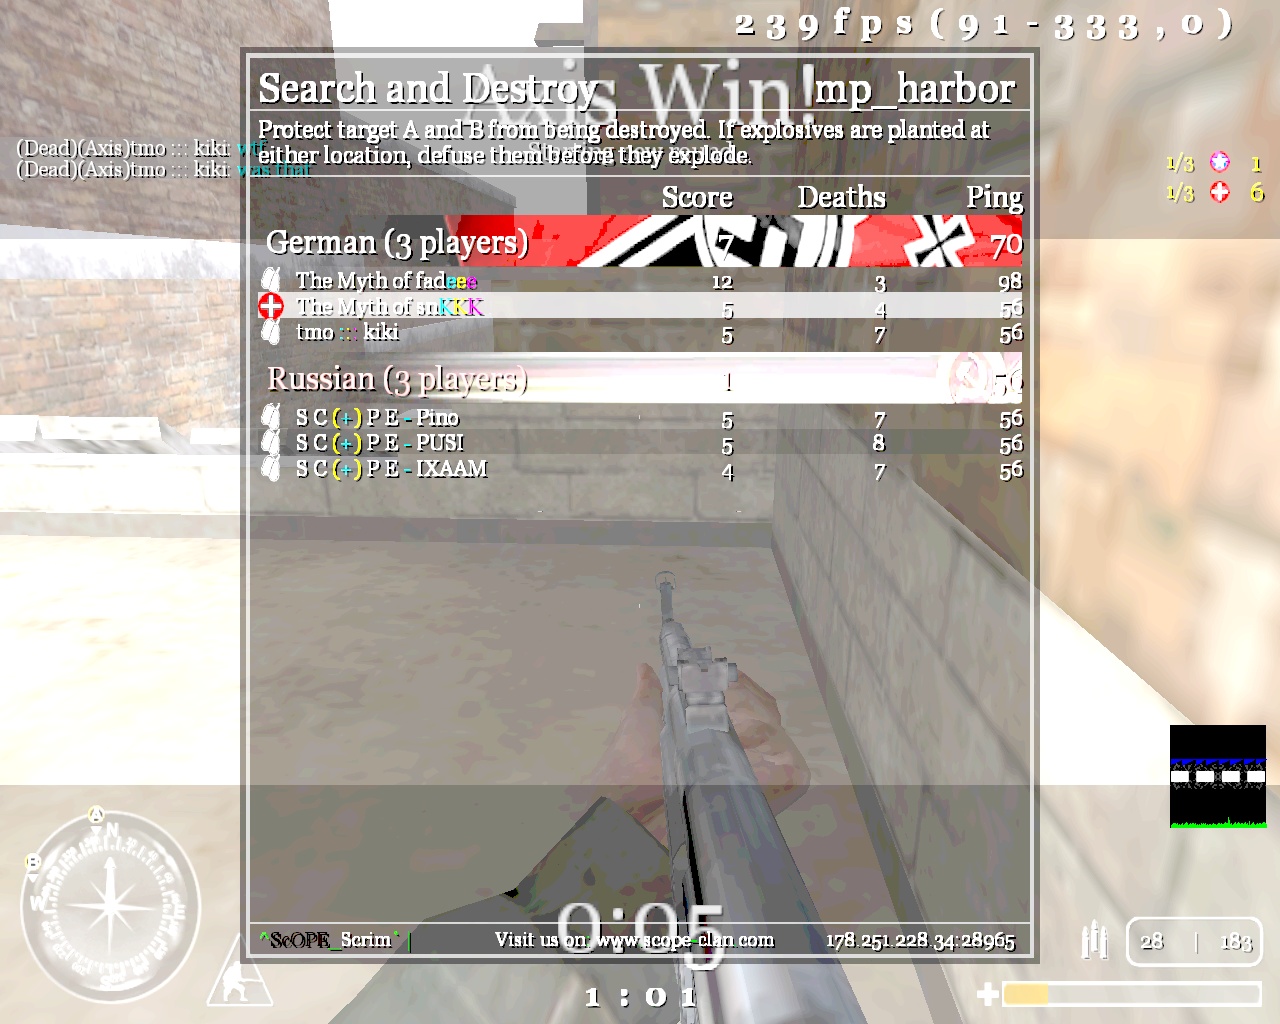 239fps(91-333,0)
Axis Win!
Search and Destroy mp_harbor
Protect target A and B from being destroyed. If explosives are planted at
either location, defuse them before they explode.
Starting new round
(Dead)(Axis)tmo ::: kiki: wtf
(Dead)(Axis)tmo ::: kiki: was that
1/3 1
1/3 6
Score Deaths Ping
German (3 players) 7 70
The Myth of fadeee 12 3 98
The Myth of snKKK 5 4 56
tmo ::: kiki 5 7 56
Russian (3 players) 1 56
S C (+) P E - Pino 5 7 56
S C (+) P E - PUSI 5 8 56
S C (+) P E - IXAAM 4 7 56
A
N
B
W
0:05
^ScOPE_Scrim^ | Visit us on: www.scope-clan.com 178.251.228.34:28965
28 | 183
1:01